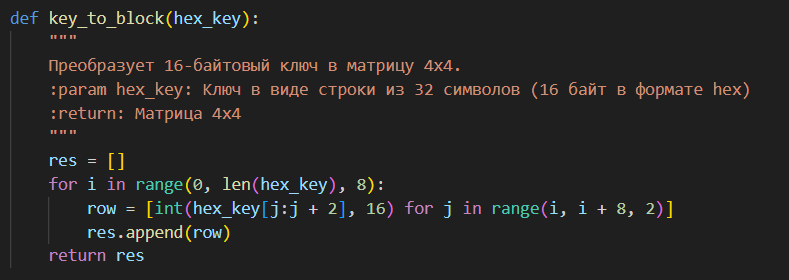 def key_to_block(hex_key):
    """
    Преобразует 16-байтовый ключ в матрицу 4x4.
    :param hex_key: Ключ в виде строки из 32 символов (16 байт в формате hex)
    :return: Матрица 4x4
    """
    res = []
    for i in range(0, len(hex_key), 8):
        row = [int(hex_key[j:j + 2], 16) for j in range(i, i + 8, 2)]
        res.append(row)
    return res